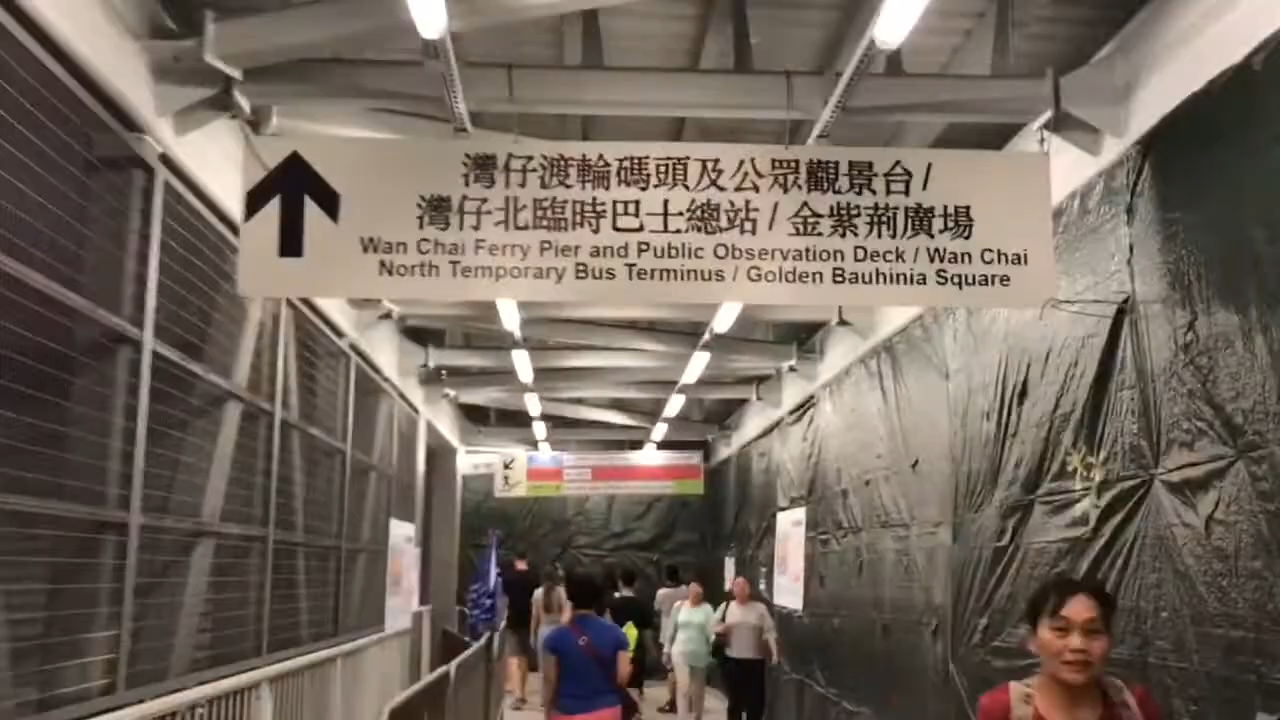 灣仔渡輪碼頭及公眾觀景台 /
灣仔北臨時巴士總站 / 金紫荊廣場
Wan Chai Ferry Pier and Public Observation Deck / Wan Chai
North Temporary Bus Terminus / Golden Bauhinia Square